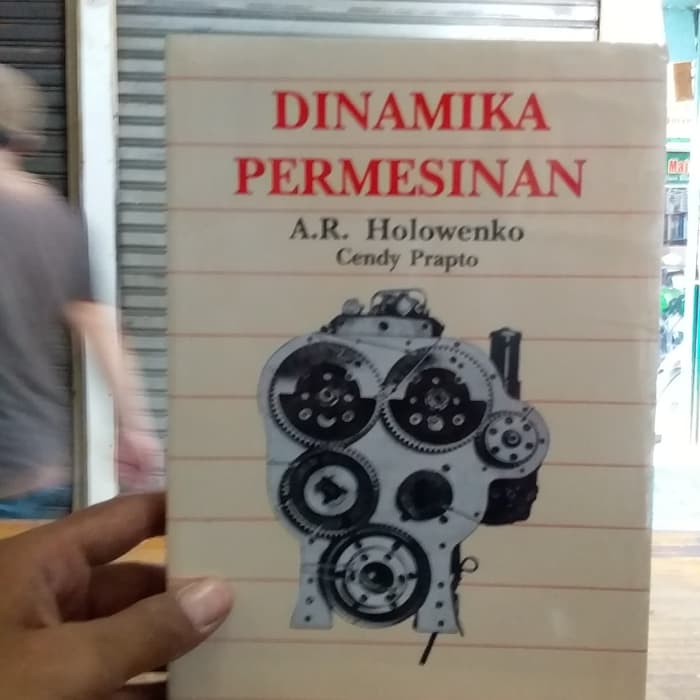 DINAMIKA
PERMESINAN
A.R. Holowenko
Cendy Prapto